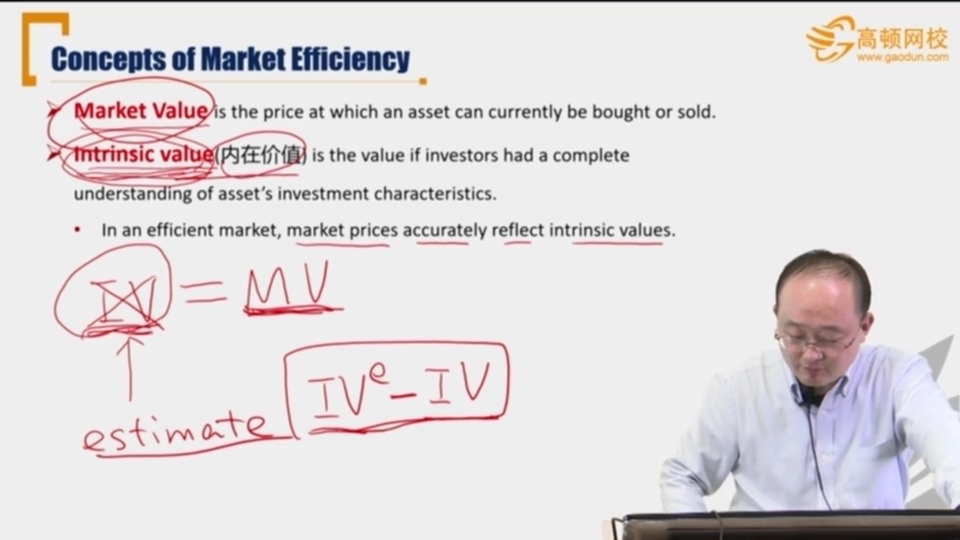 高顿网校
www.gaodun.com
Concepts of Market Efficiency
Market Value is the price at which an asset can currently be bought or sold.
Intrinsic value(内在价值) is the value if investors had a complete
understanding of asset's investment characteristics.
• In an efficient market, market prices accurately reflect intrinsic values.
IV = MV
estimate IVe - IV